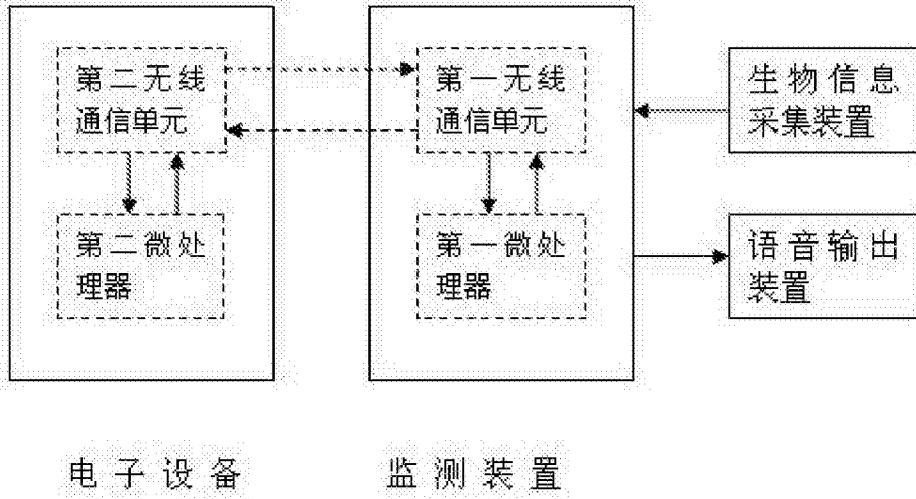 第二无线
通信单元
第一无线
通信单元
生物信息
采集装置
第二微处
理器
第一微处
理器
语音输出
装置
电子设备
监测装置